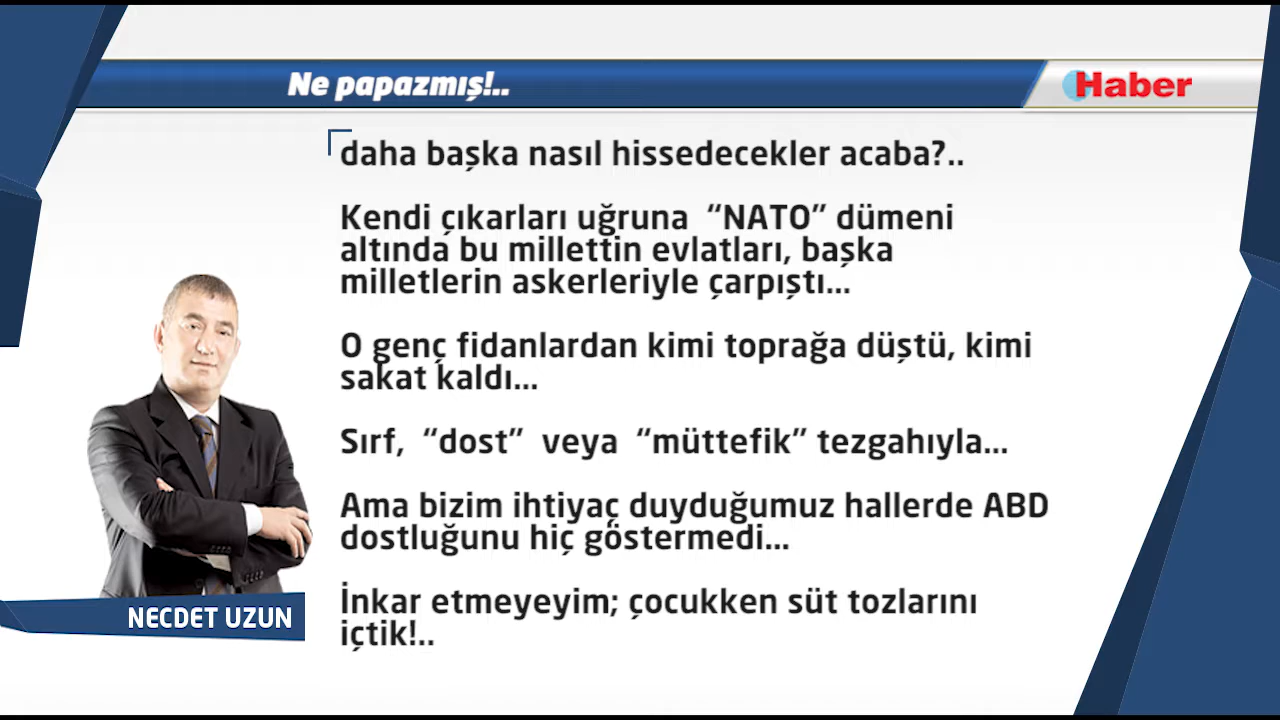 Ne papazmış!..
Haber
daha başka nasıl hissedecekler acaba?..
Kendi çıkarları uğruna “NATO” dümeni
altında bu millettin evlatları, başka
milletlerin askerleriyle çarpıştı...
O genç fidanlardan kimi toprağa düştü, kimi
sakat kaldı...
Sırf, “dost” veya “müttefik” tezgahıyla...
Ama bizim ihtiyaç duyduğumuz hallerde ABD
dostluğunu hiç göstermedi...
İnkar etmeyeyim; çocukken süt tozlarını
içtik!..
NECDET UZUN